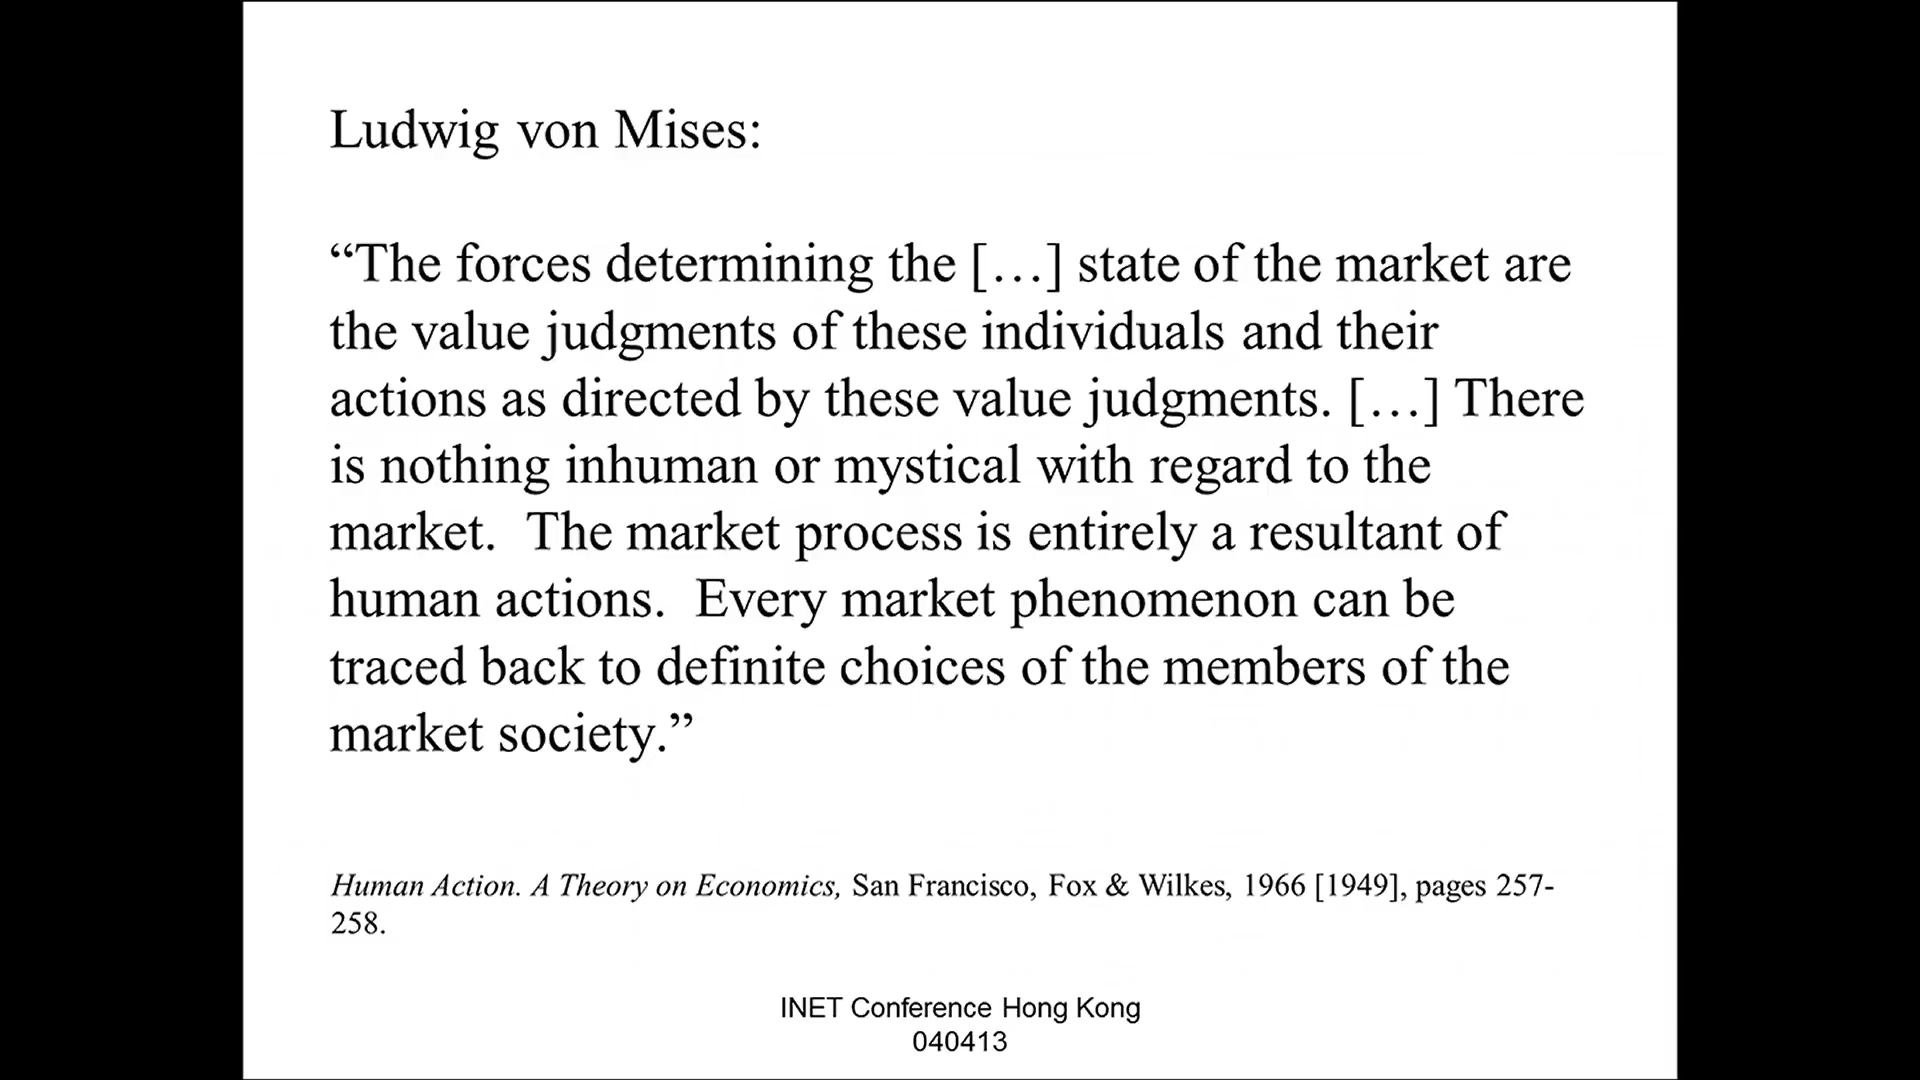 Ludwig von Mises:
“The forces determining the […] state of the market are
the value judgments of these individuals and their
actions as directed by these value judgments. […] There
is nothing inhuman or mystical with regard to the
market.  The market process is entirely a resultant of
human actions.  Every market phenomenon can be
traced back to definite choices of the members of the
market society.”
Human Action. A Theory on Economics, San Francisco, Fox & Wilkes, 1966 [1949], pages 257-
258.
INET Conference Hong Kong
040413